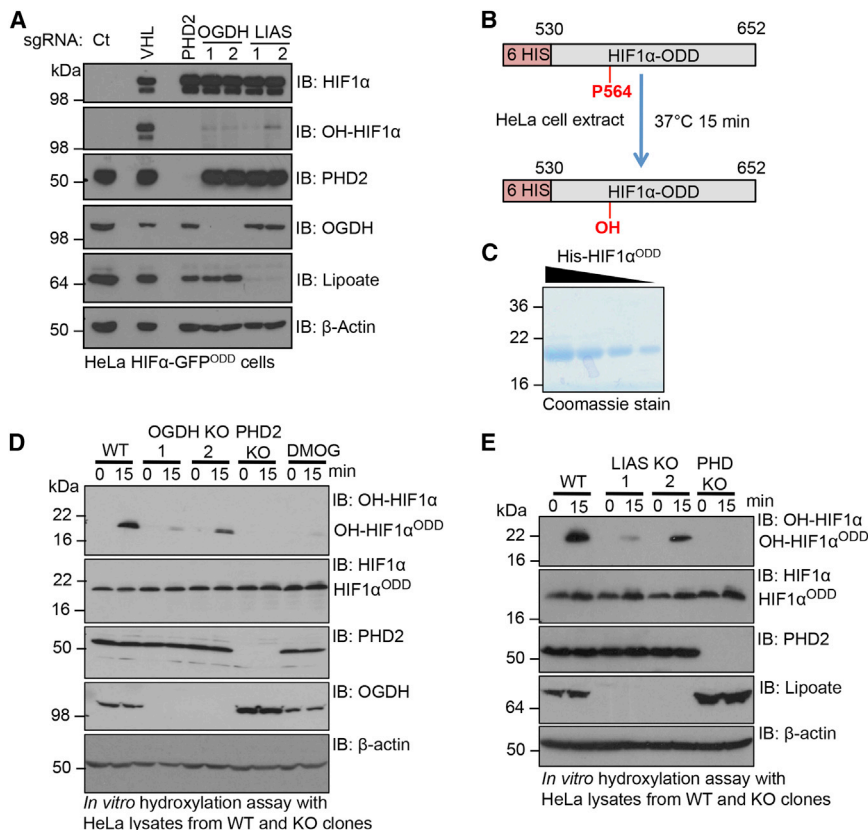 A
sgRNA: Ct VHL PHD2 OGDH LIAS
1 2 1 2
kDa
98
IB: HIF1α
98
IB: OH-HIF1α
50
IB: PHD2
98
IB: OGDH
64
IB: Lipoate
50
IB: β-Actin
HeLa HIFα-GFPᴼᴰᴰ cells
B
530 652
6 HIS HIF1α-ODD
P564
HeLa cell extract 37°C 15 min
530 652
6 HIS HIF1α-ODD
OH
C
His-HIF1αᴼᴰᴰ
36
22
16
Coomassie stain
D
OGDH KO PHD2
WT 1 2 KO DMOG
0 15 0 15 0 15 0 15 0 15 min
kDa
IB: OH-HIF1α
22
OH-HIF1αᴼᴰᴰ
16
IB: HIF1α
22
HIF1αᴼᴰᴰ
16
IB: PHD2
50
IB: OGDH
98
IB: β-actin
50
In vitro hydroxylation assay with
HeLa lysates from WT and KO clones
E
LIAS KO PHD
WT 1 2 KO
0 15 0 15 0 15 0 15 min
kDa
IB: OH-HIF1α
22
OH-HIF1αᴼᴰᴰ
16
IB: HIF1α
HIF1αᴼᴰᴰ
16
IB: PHD2
50
IB: Lipoate
64
IB: β-actin
50
In vitro hydroxylation assay with
HeLa lysates from WT and KO clones